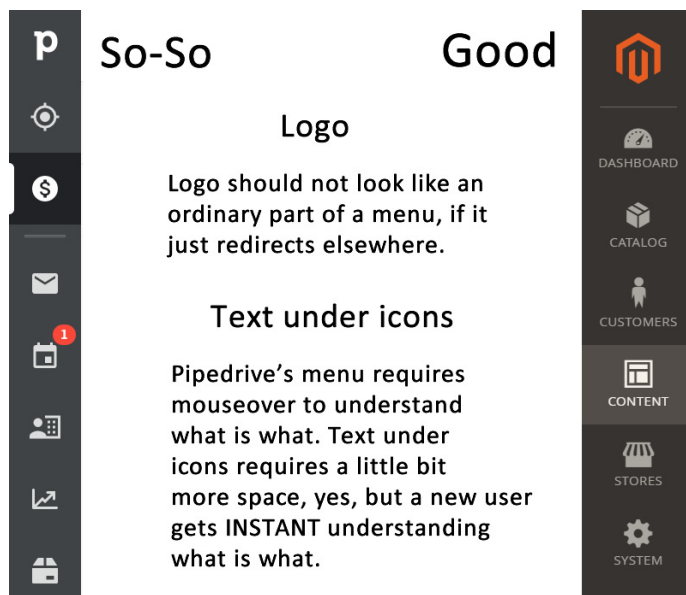 p
So-So
Good
Logo
Logo should not look like an
ordinary part of a menu, if it
just redirects elsewhere.
Text under icons
Pipedrive’s menu requires
mouseover to understand
what is what. Text under
icons requires a little bit
more space, yes, but a new user
gets INSTANT understanding
what is what.
$
1
DASHBOARD
CATALOG
CUSTOMERS
CONTENT
STORES
SYSTEM